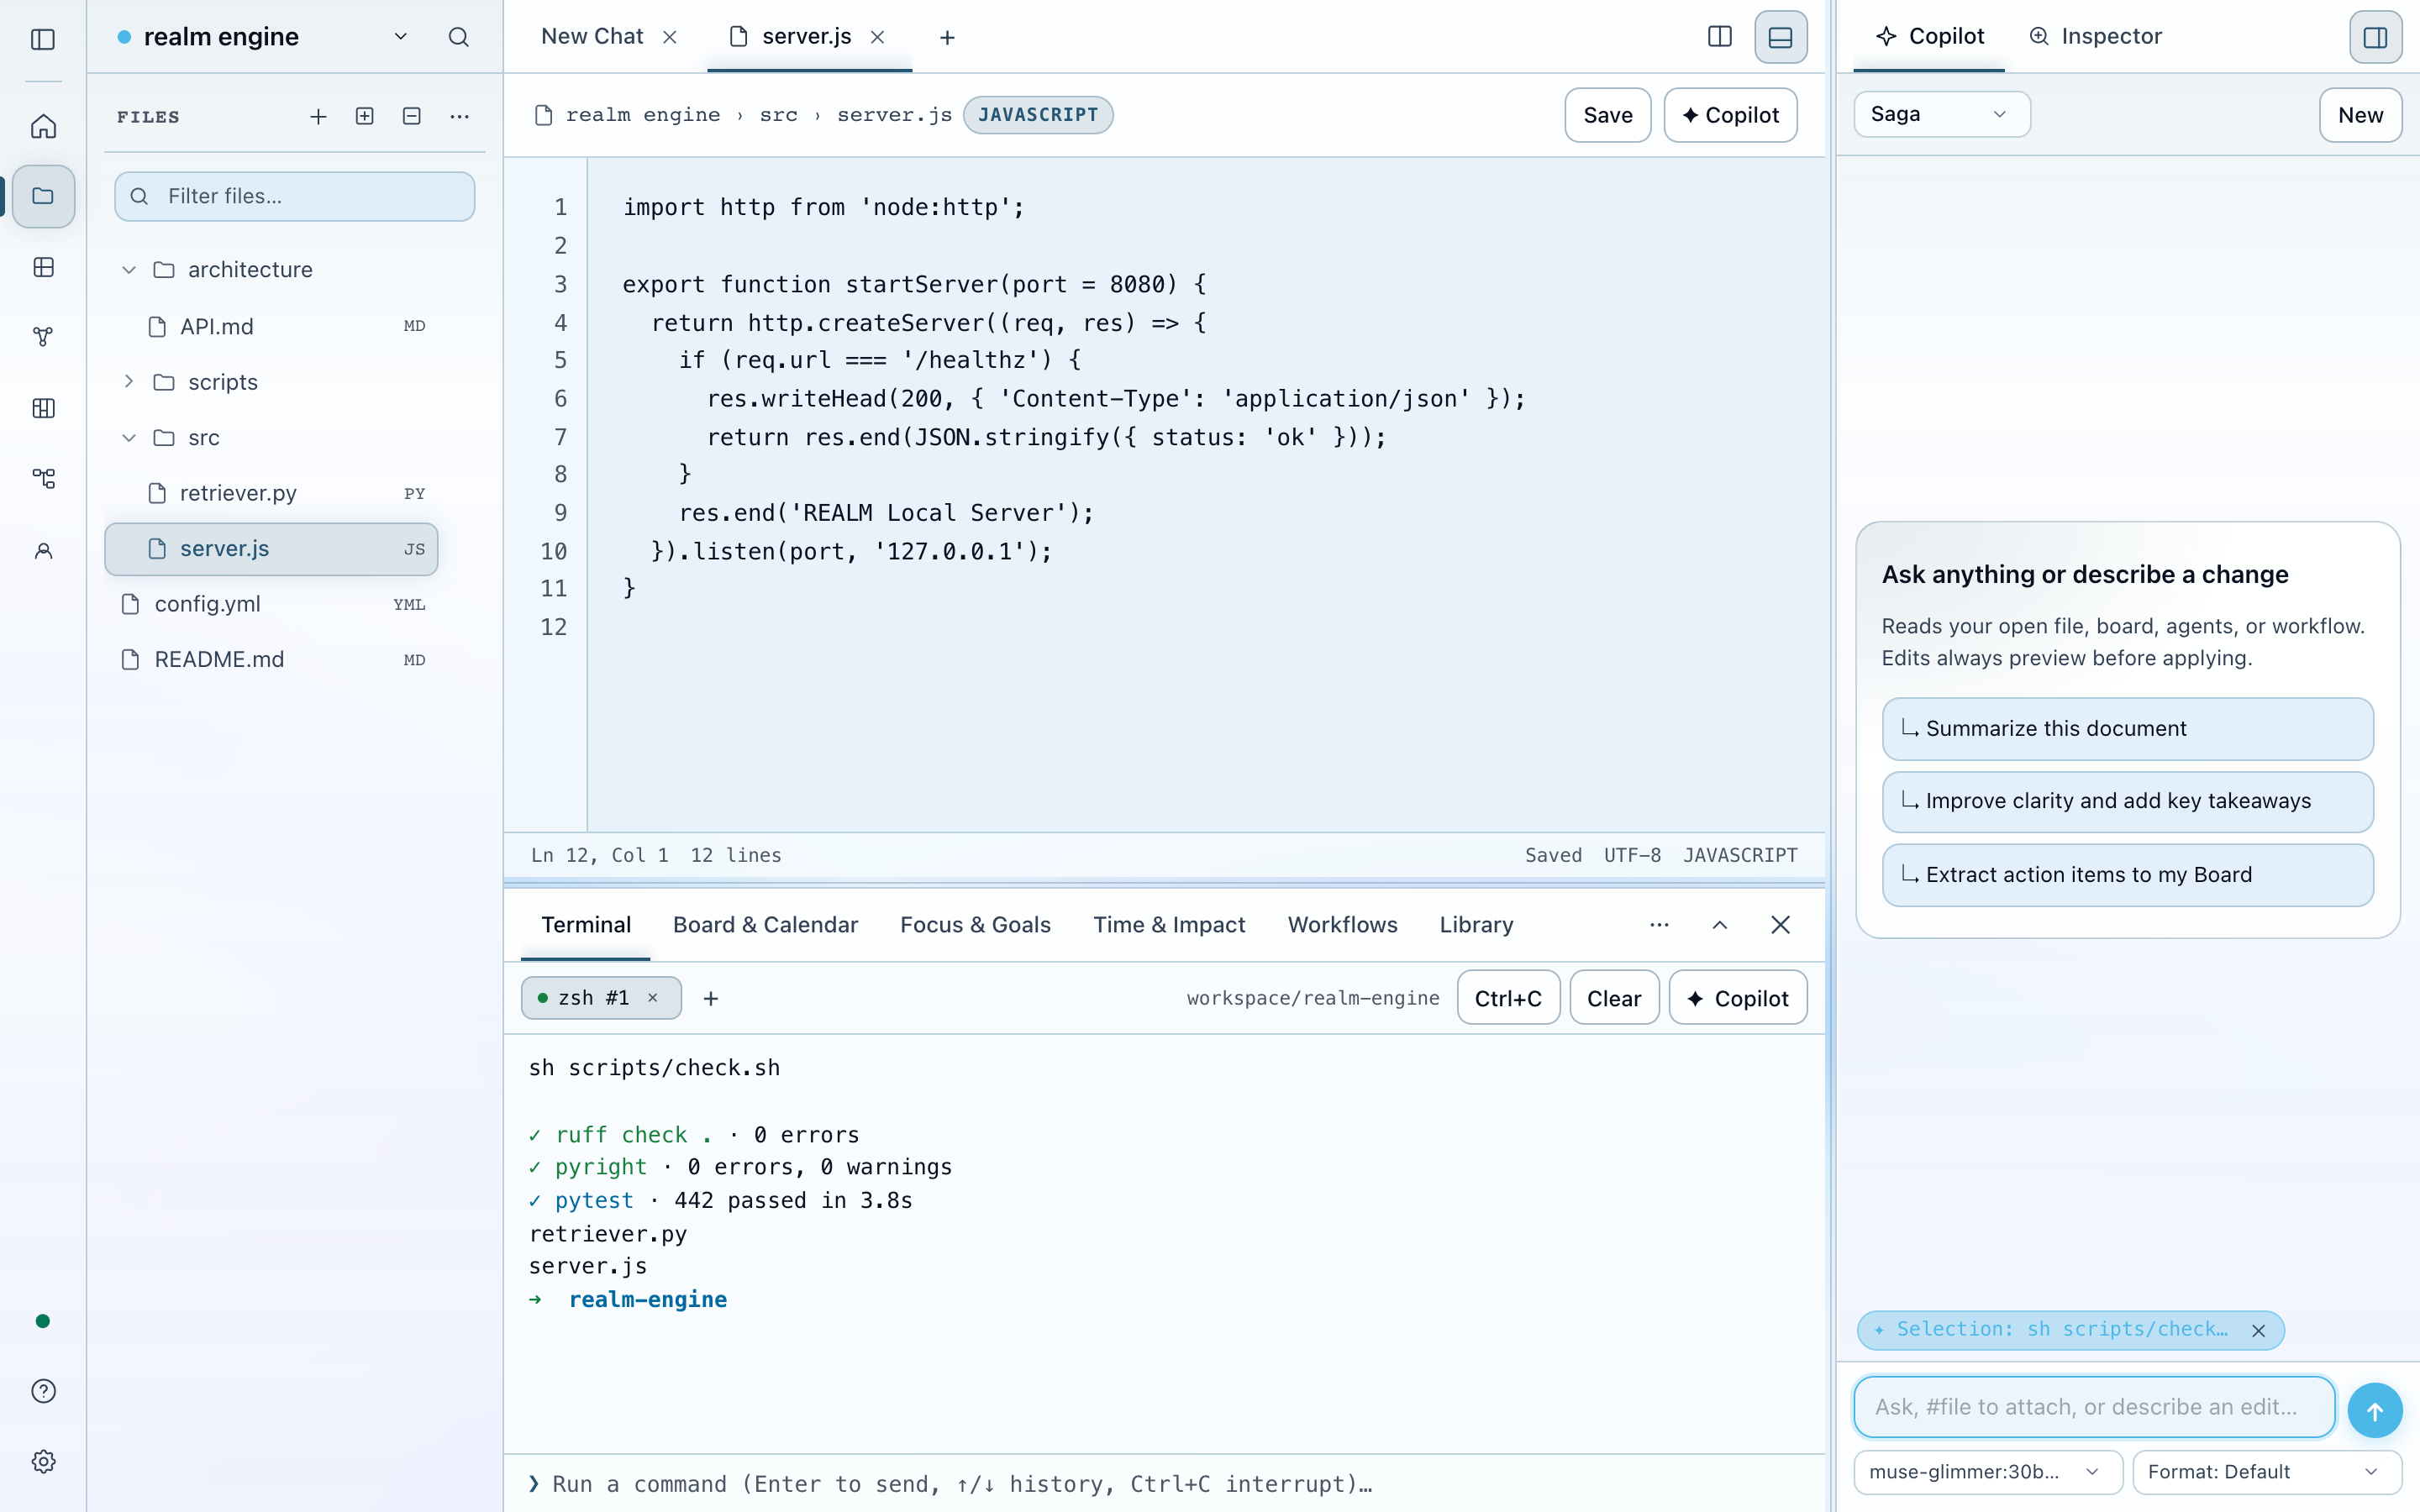 realm engine
FILES
Filter files...
architecture
API.md MD
scripts
src
retriever.py PY
server.js JS
config.yml YML
README.md MD
New Chat
server.js
realm engine › src › server.js JAVASCRIPT
Save
✦ Copilot
1 import http from 'node:http';
2
3 export function startServer(port = 8080) {
4 return http.createServer((req, res) => {
5 if (req.url === '/healthz') {
6 res.writeHead(200, { 'Content-Type': 'application/json' });
7 return res.end(JSON.stringify({ status: 'ok' }));
8 }
9 res.end('REALM Local Server');
10 }).listen(port, '127.0.0.1');
11 }
12
Ln 12, Col 1 12 lines
Saved UTF-8 JAVASCRIPT
Terminal Board & Calendar Focus & Goals Time & Impact Workflows Library
zsh #1 ×
workspace/realm-engine
Ctrl+C
Clear
✦ Copilot
sh scripts/check.sh
✓ ruff check . · 0 errors
✓ pyright · 0 errors, 0 warnings
✓ pytest · 442 passed in 3.8s
retriever.py
server.js
➜ realm-engine
❯ Run a command (Enter to send, ↑/↓ history, Ctrl+C interrupt)…
Copilot
Inspector
Saga
New
Ask anything or describe a change
Reads your open file, board, agents, or workflow.
Edits always preview before applying.
Summarize this document
Improve clarity and add key takeaways
Extract action items to my Board
✦ Selection: sh scripts/check…
Ask, #file to attach, or describe an edit...
muse-glimmer:30b...
Format: Default